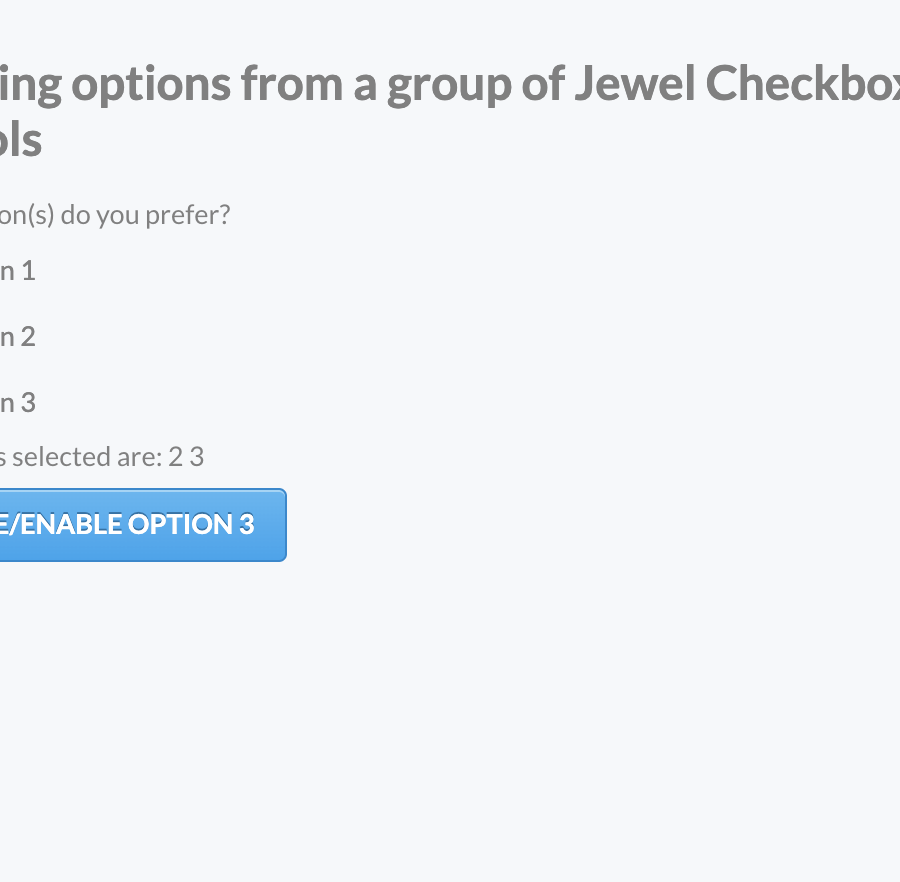 ing options from a group of Jewel Checkbox
ols
on(s) do you prefer?
n 1
n 2
n 3
s selected are: 2 3
E/ENABLE OPTION 3